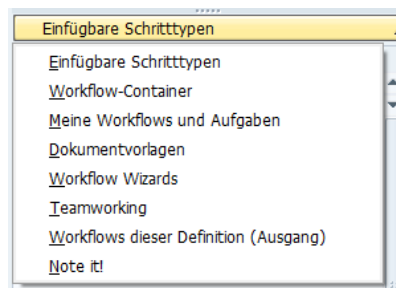 Einfügbare Schritttypen
Einfügbare Schritttypen
Workflow-Container
Meine Workflows und Aufgaben
Dokumentvorlagen
Workflow Wizards
Teamworking
Workflows dieser Definition (Ausgang)
Note it!